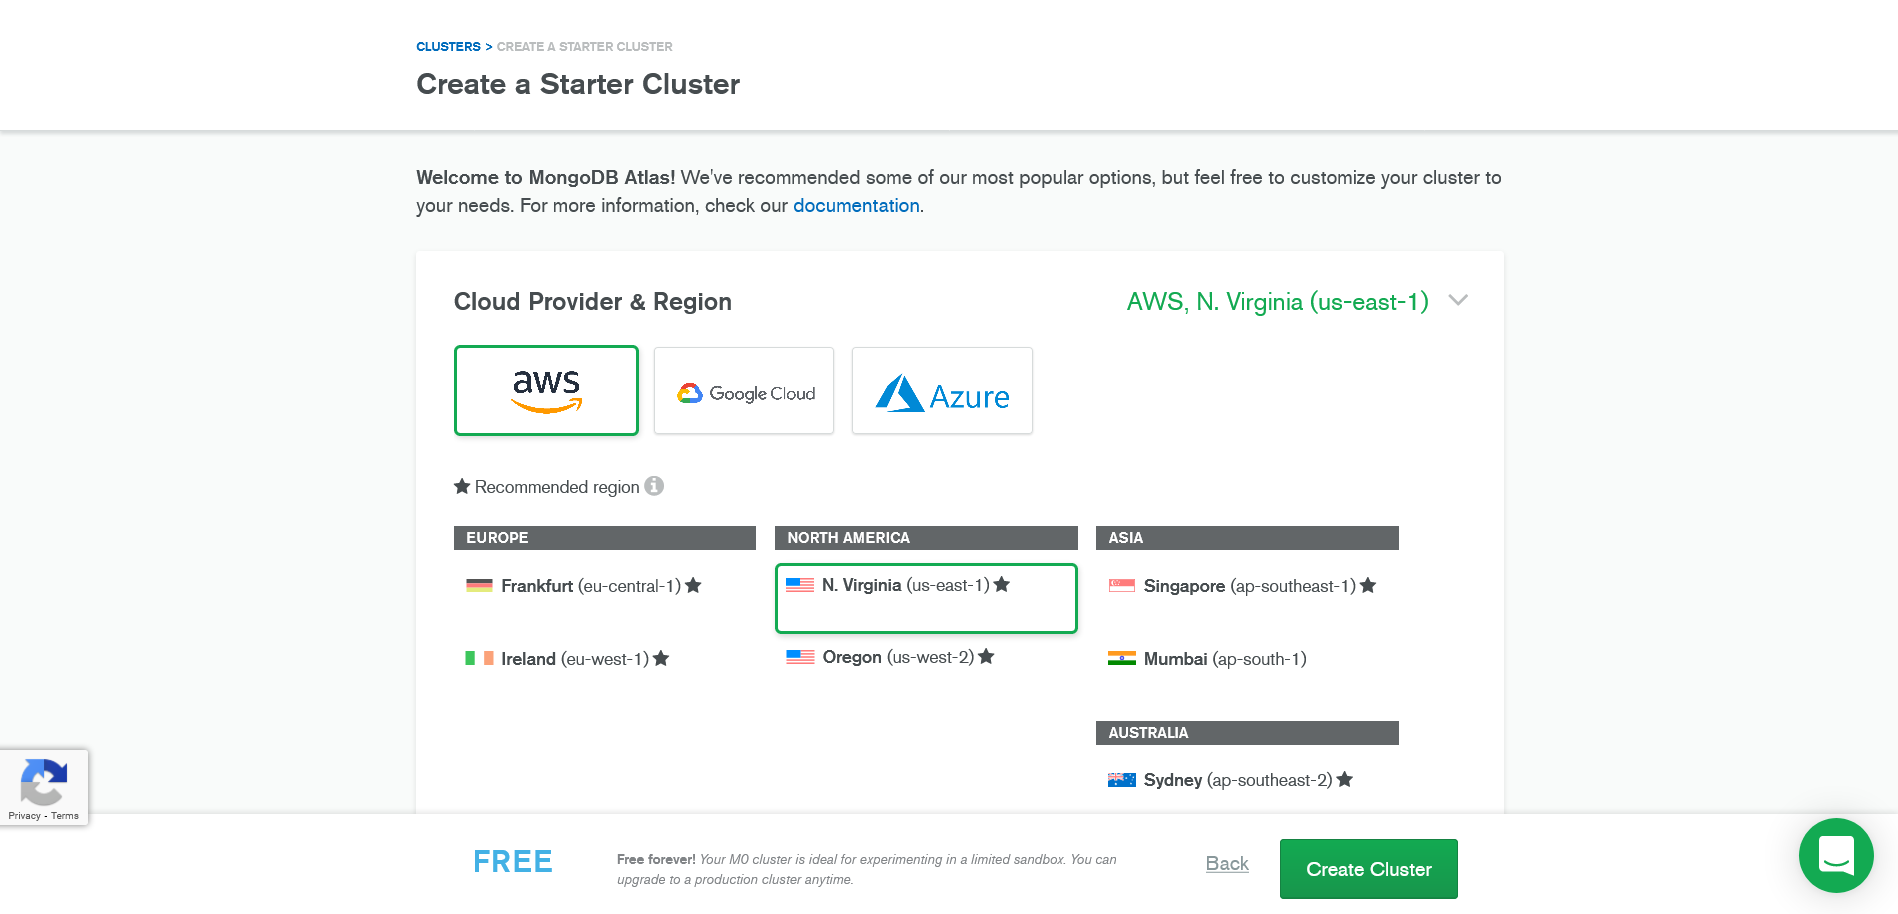 CLUSTERS > CREATE A STARTER CLUSTER
Create a Starter Cluster
Welcome to MongoDB Atlas! We've recommended some of our most popular options, but feel free to customize your cluster to
your needs. For more information, check our documentation.
Cloud Provider & Region
AWS, N. Virginia (us-east-1)
aws
Google Cloud
Azure
Recommended region
EUROPE
Frankfurt (eu-central-1)
Ireland (eu-west-1)
NORTH AMERICA
N. Virginia (us-east-1)
Oregon (us-west-2)
ASIA
Singapore (ap-southeast-1)
Mumbai (ap-south-1)
AUSTRALIA
Sydney (ap-southeast-2)
Privacy - Terms
FREE
Free forever! Your M0 cluster is ideal for experimenting in a limited sandbox. You can
upgrade to a production cluster anytime.
Back
Create Cluster